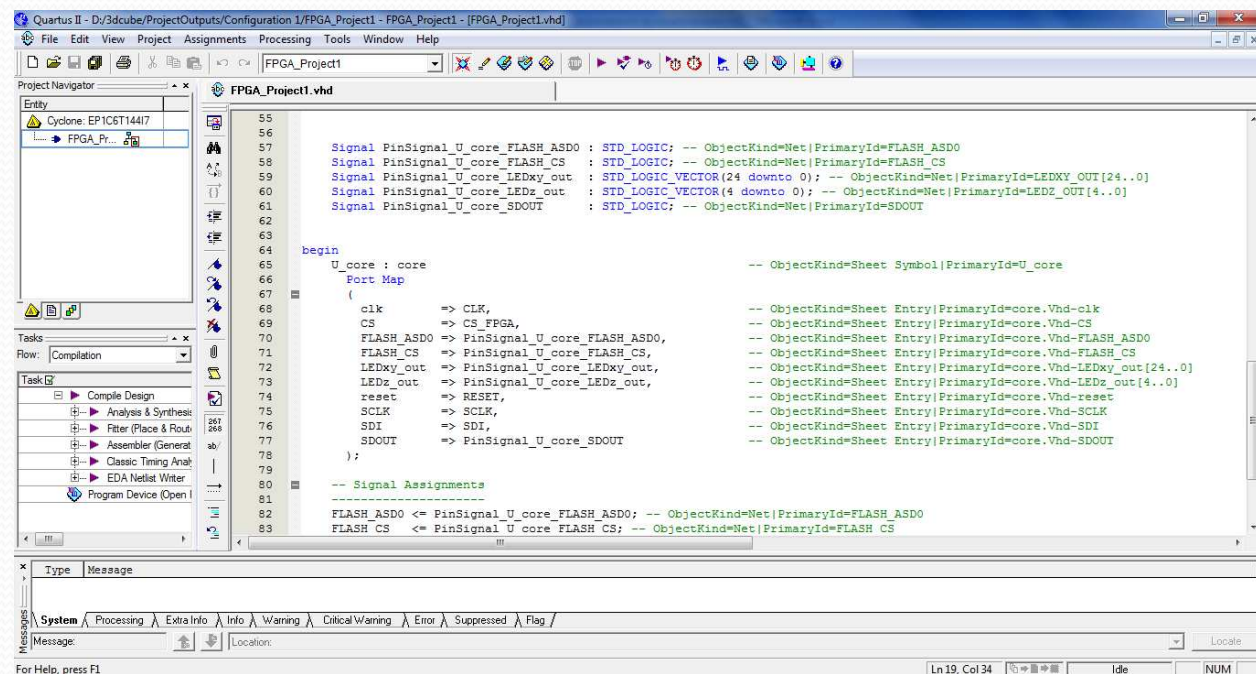 Quartus II - D:/3dcube/ProjectOutputs/Configuration 1/FPGA_Project1 - FPGA_Project1 - [FPGA_Project1.vhd]
File Edit View Project Assignments Processing Tools Window Help
FPGA_Project1
Project Navigator
FPGA_Project1.vhd
Entity
Cyclone: EP1C6T144I7
FPGA_Pr...
55
56
57 Signal PinSignal_U_core_FLASH_ASDO : STD_LOGIC; -- ObjectKind=Net|PrimaryId=FLASH_ASDO
58 Signal PinSignal_U_core_FLASH_CS : STD_LOGIC; -- ObjectKind=Net|PrimaryId=FLASH_CS
59 Signal PinSignal_U_core_LEDxy_out : STD_LOGIC_VECTOR(24 downto 0); -- ObjectKind=Net|PrimaryId=LEDXY_OUT[24..0]
60 Signal PinSignal_U_core_LEDz_out : STD_LOGIC_VECTOR(4 downto 0); -- ObjectKind=Net|PrimaryId=LEDZ_OUT[4..0]
61 Signal PinSignal_U_core_SDOUT : STD_LOGIC; -- ObjectKind=Net|PrimaryId=SDOUT
62
63
64 begin
65 U_core : core -- ObjectKind=Sheet Symbol|PrimaryId=U_core
66 Port Map
67 (
68 clk => CLK, -- ObjectKind=Sheet Entry|PrimaryId=core.Vhd-clk
69 CS => CS_FPGA, -- ObjectKind=Sheet Entry|PrimaryId=core.Vhd-CS
70 FLASH_ASDO => PinSignal_U_core_FLASH_ASDO, -- ObjectKind=Sheet Entry|PrimaryId=core.Vhd-FLASH_ASDO
71 FLASH_CS => PinSignal_U_core_FLASH_CS, -- ObjectKind=Sheet Entry|PrimaryId=core.Vhd-FLASH_CS
72 LEDxy_out => PinSignal_U_core_LEDxy_out, -- ObjectKind=Sheet Entry|PrimaryId=core.Vhd-LEDxy_out[24..0]
73 LEDz_out => PinSignal_U_core_LEDz_out, -- ObjectKind=Sheet Entry|PrimaryId=core.Vhd-LEDz_out[4..0]
74 reset => RESET, -- ObjectKind=Sheet Entry|PrimaryId=core.Vhd-reset
75 SCLK => SCLK, -- ObjectKind=Sheet Entry|PrimaryId=core.Vhd-SCLK
76 SDI => SDI, -- ObjectKind=Sheet Entry|PrimaryId=core.Vhd-SDI
77 SDOUT => PinSignal_U_core_SDOUT -- ObjectKind=Sheet Entry|PrimaryId=core.Vhd-SDOUT
78 );
79
80 -- Signal Assignments
81 ---------------------
82 FLASH_ASDO <= PinSignal_U_core_FLASH_ASDO; -- ObjectKind=Net|PrimaryId=FLASH_ASDO
83 FLASH_CS <= PinSignal_U_core_FLASH_CS; -- ObjectKind=Net|PrimaryId=FLASH_CS
267
268
ab/
Tasks
Flow: Compilation
Task
Compile Design
Analysis & Synthesis
Fitter (Place & Route
Assembler (Generat
Classic Timing Analy
EDA Netlist Writer
Program Device (Open
Type Message
Messages
System Processing Extra Info Info Warning Critical Warning Error Suppressed Flag
Message: Location: Locate
For Help, press F1 Ln 19, Col 34 Idle NUM